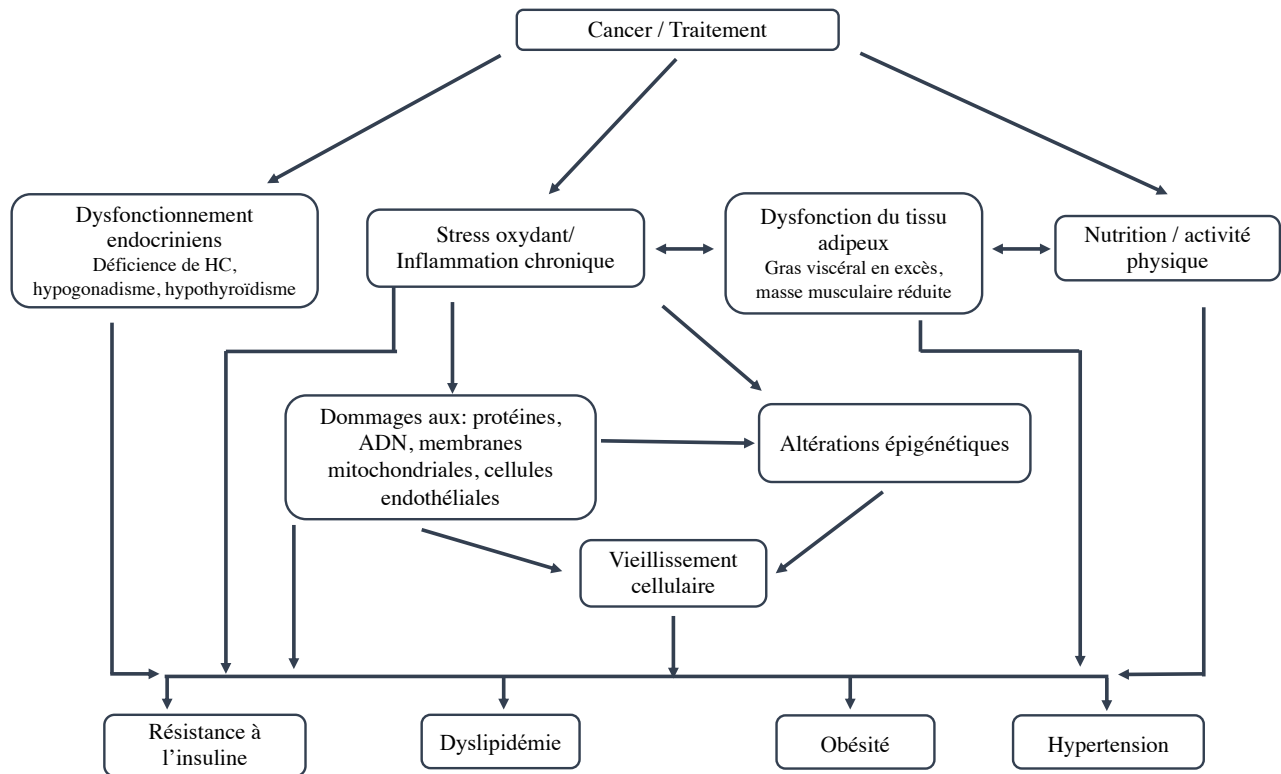 Cancer / Traitement
Dysfonctionnement
endocriniens
Déficience de HC,
hypogonadisme, hypothyroïdisme
Stress oxydant/
Inflammation chronique
Dysfonction du tissu
adipeux
Gras viscéral en excès,
masse musculaire réduite
Nutrition / activité
physique
Dommages aux: protéines,
ADN, membranes
mitochondriales, cellules
endothéliales
Altérations épigénétiques
Vieillissement
cellulaire
Résistance à
l’insuline
Dyslipidémie
Obésité
Hypertension